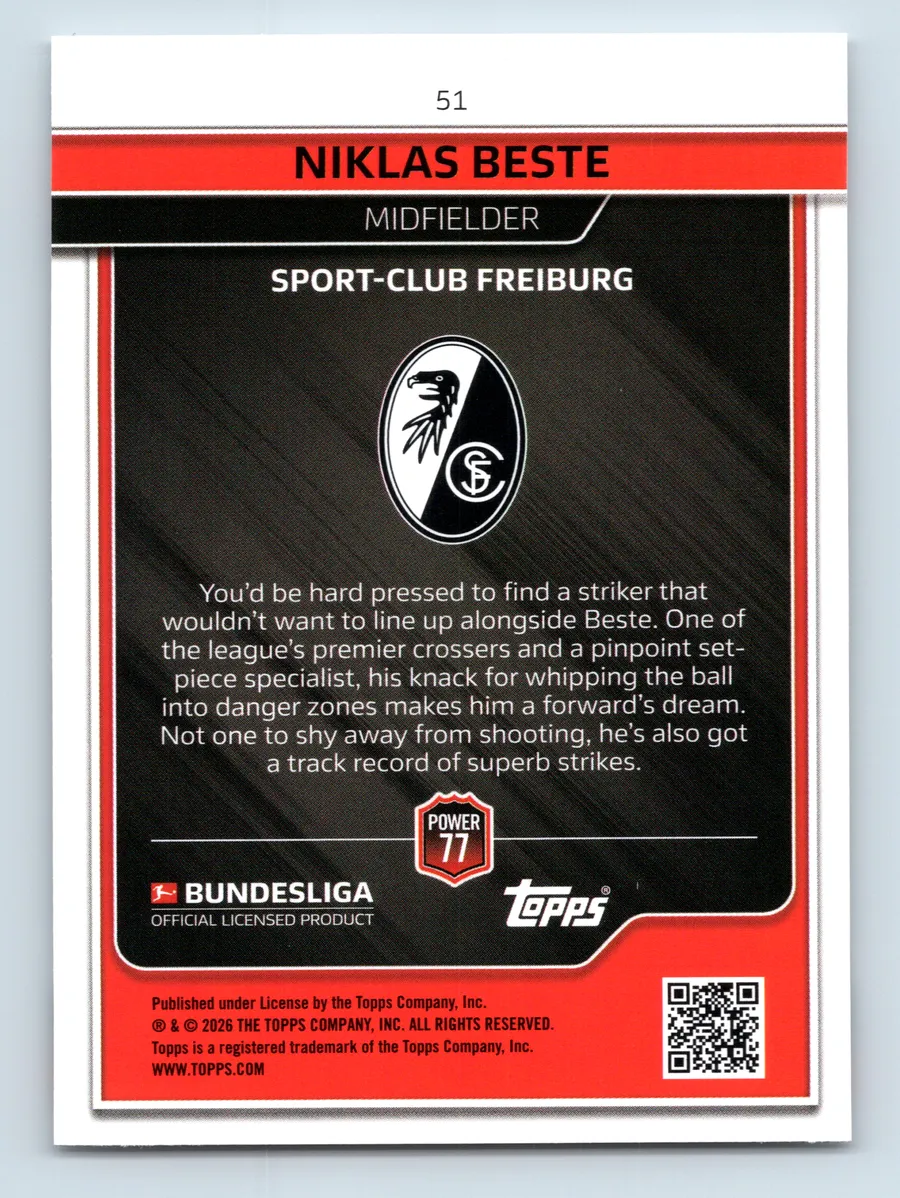 51
NIKLAS BESTE
MIDFIELDER
SPORT-CLUB FREIBURG
SFC
You'd be hard pressed to find a striker that
wouldn't want to line up alongside Beste. One of
the league's premier crossers and a pinpoint set-
piece specialist, his knack for whipping the ball
into danger zones makes him a forward's dream.
Not one to shy away from shooting, he's also got
a track record of superb strikes.
POWER
77
BUNDESLIGA
OFFICIAL LICENSED PRODUCT
topps®
Published under License by the Topps Company, Inc.
® & © 2026 THE TOPPS COMPANY, INC. ALL RIGHTS RESERVED.
Topps is a registered trademark of the Topps Company, Inc.
WWW.TOPPS.COM